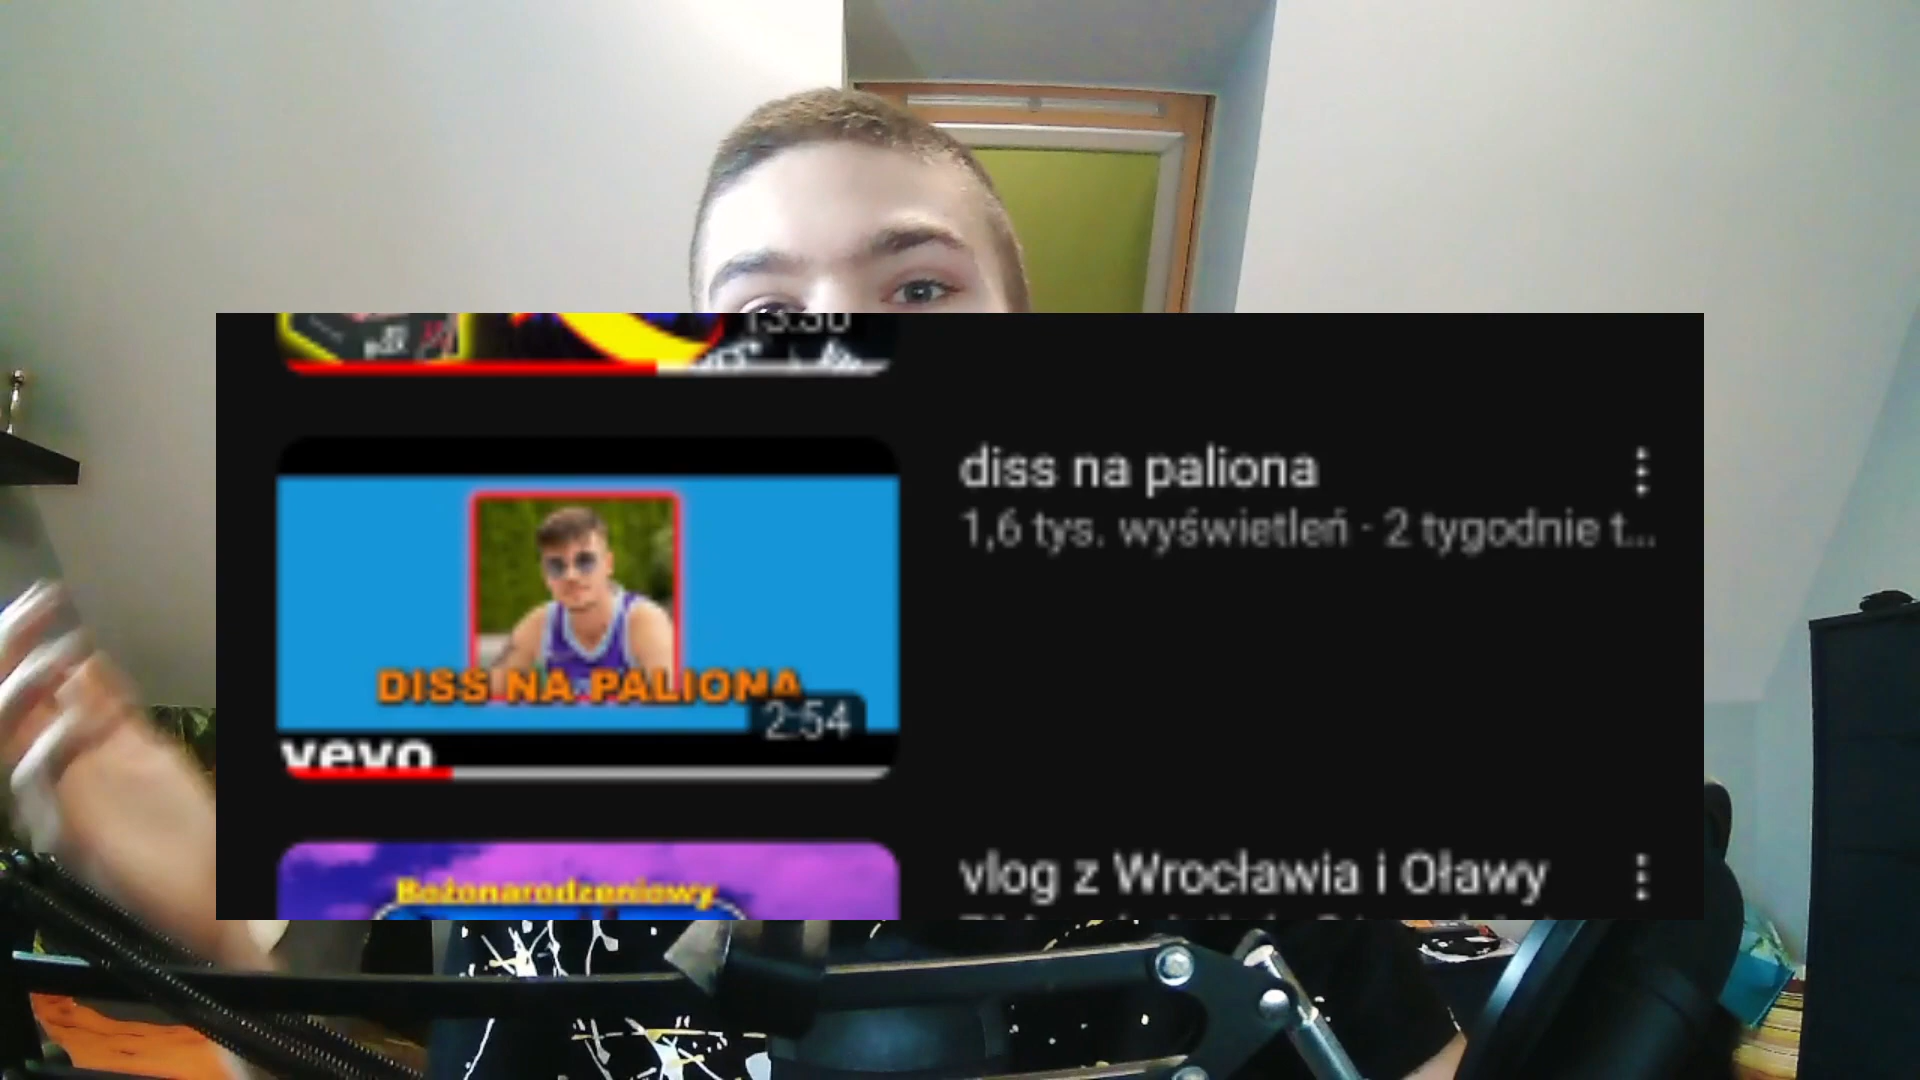 13:30
diss na paliona
1,6 tys. wyświetleń · 2 tygodnie t...
DISS NA PALIONA
2:54
vevo
vlog z Wrocławia i Oławy
Bożonarodzeniowy